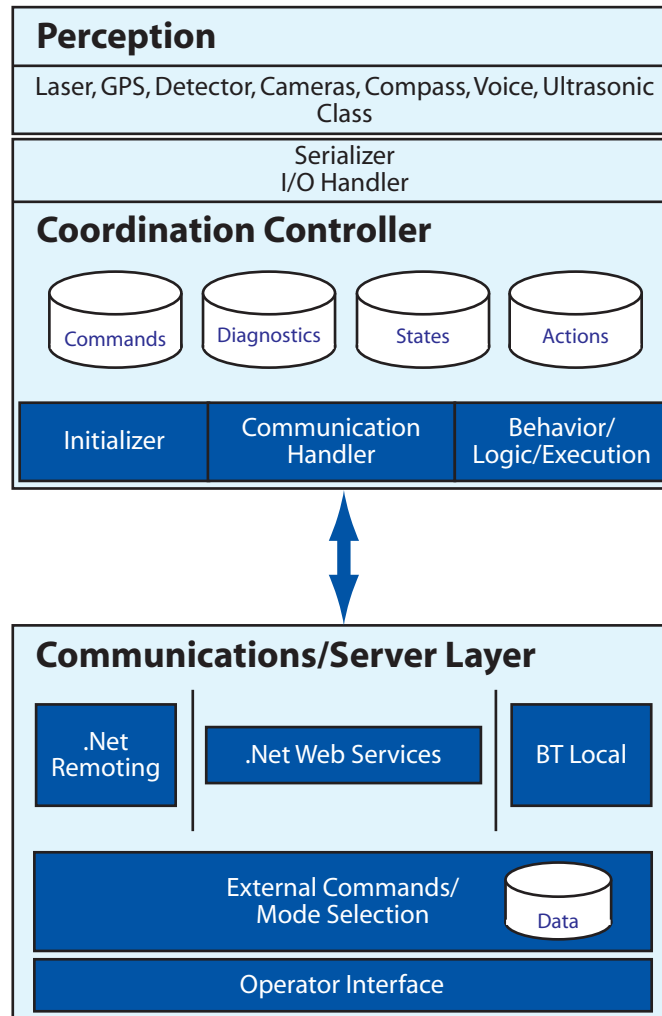 Perception
Laser, GPS, Detector, Cameras, Compass, Voice, Ultrasonic
Class
Serializer
I/O Handler
Coordination Controller
Commands
Diagnostics
States
Actions
Initializer
Communication
Handler
Behavior/
Logic/Execution
Communications/Server Layer
.Net
Remoting
.Net Web Services
BT Local
External Commands/
Mode Selection
Data
Operator Interface